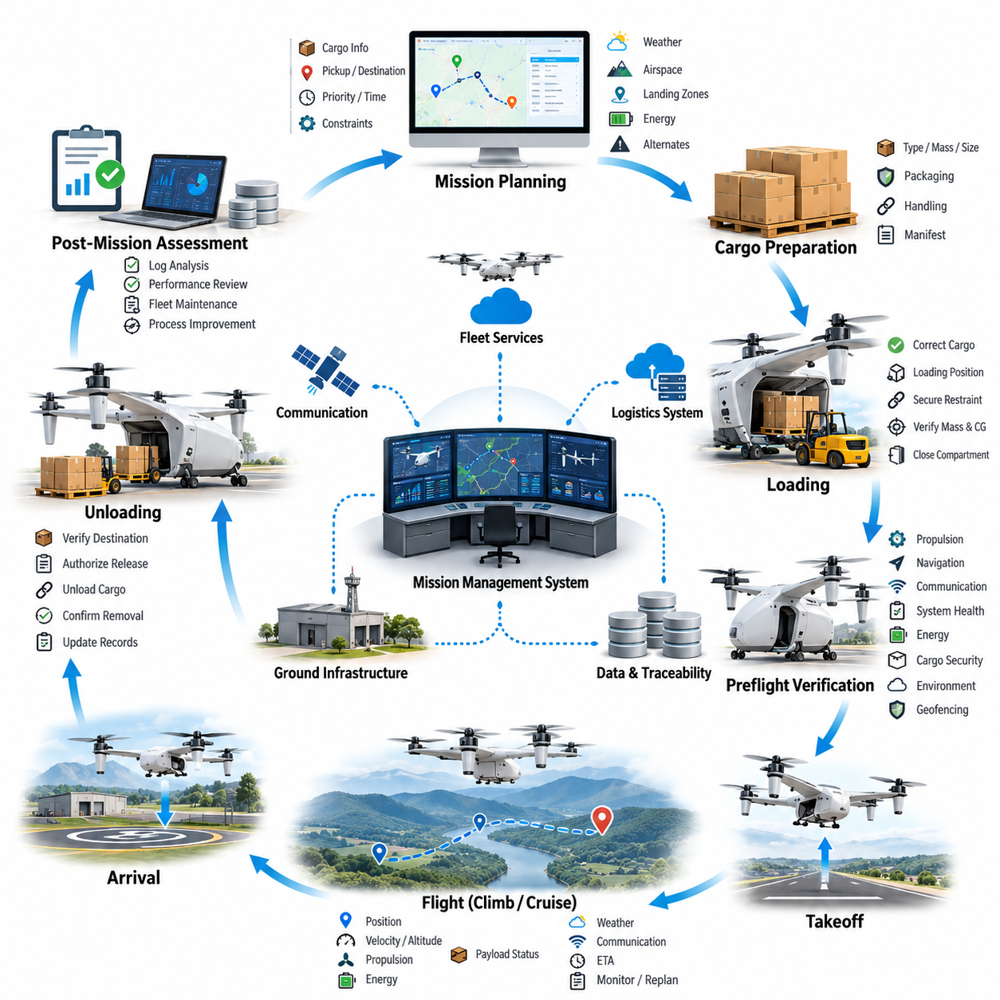 Cargo Info
Pickup / Destination
Priority / Time
Constraints
Weather
Airspace
Landing Zones
Energy
Alternates
Mission Planning
Type / Mass / Size
Packaging
Handling
Manifest
Cargo Preparation
Post-Mission Assessment
Log Analysis
Performance Review
Fleet Maintenance
Process Improvement
Fleet Services
Communication
Logistics System
Correct Cargo
Loading Position
Secure Restraint
Verify Mass & CG
Close Compartment
Loading
Unloading
Verify Destination
Authorize Release
Unload Cargo
Confirm Removal
Update Records
Mission Management System
Propulsion
Navigation
Communication
System Health
Energy
Cargo Security
Environment
Geofencing
Preflight Verification
Ground Infrastructure
Data & Traceability
Arrival
Flight (Climb / Cruise)
Takeoff
Position
Velocity / Altitude
Propulsion
Energy
Payload Status
Weather
Communication
ETA
Monitor / Replan